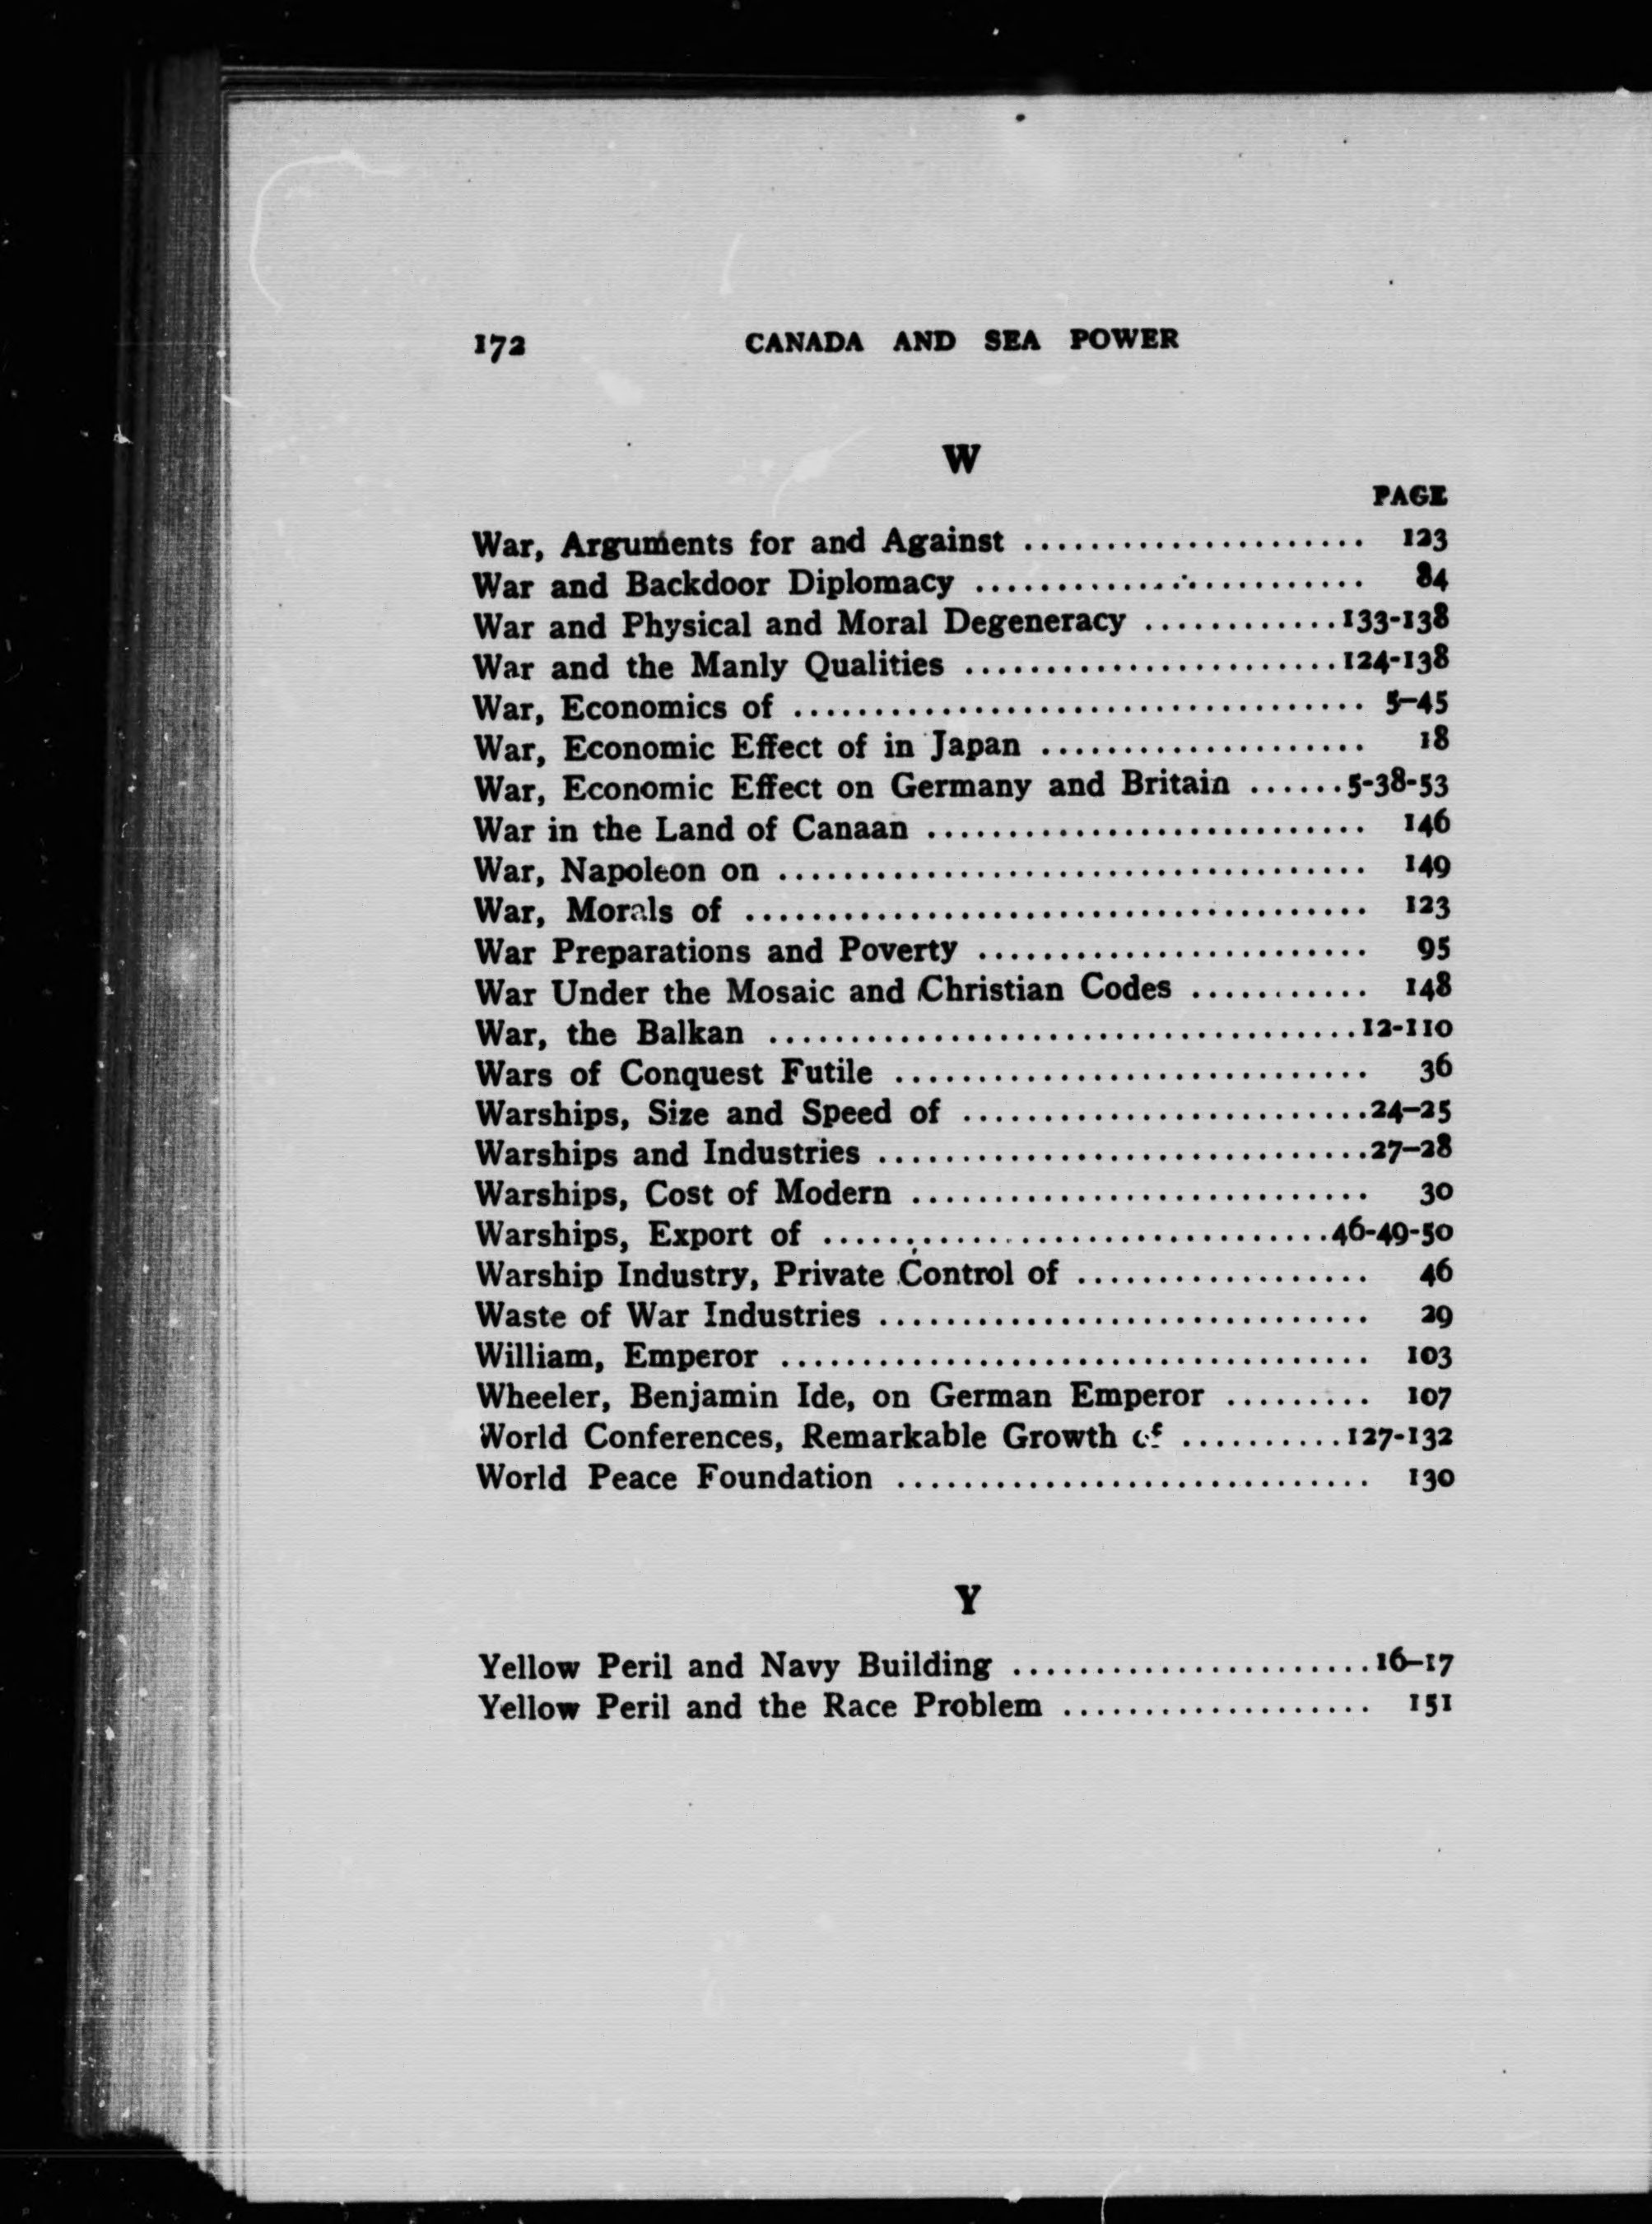 172 CANADA AND SEA POWER
W
PAGE
War, Arguments for and Against ..................... 123
War and Backdoor Diplomacy ........................ 84
War and Physical and Moral Degeneracy ............133-138
War and the Manly Qualities .......................124-138
War, Economics of ................................... 5–45
War, Economic Effect of in Japan .................... 18
War, Economic Effect on Germany and Britain ......5-38-53
War in the Land of Canaan ........................... 146
War, Napoleon on .................................... 149
War, Morals of ...................................... 123
War Preparations and Poverty ........................ 95
War Under the Mosaic and Christian Codes ........... 148
War, the Balkan ....................................12-110
Wars of Conquest Futile ............................. 36
Warships, Size and Speed of .........................24–25
Warships and Industries ..............................27–28
Warships, Cost of Modern ............................ 30
Warships, Export of ...............................46-49-50
Warship Industry, Private Control of .................. 46
Waste of War Industries .............................. 29
William, Emperor .................................... 103
Wheeler, Benjamin Ide, on German Emperor ......... 107
World Conferences, Remarkable Growth of ..........127-132
World Peace Foundation ............................. 130
Y
Yellow Peril and Navy Building ......................16–17
Yellow Peril and the Race Problem ................... 151